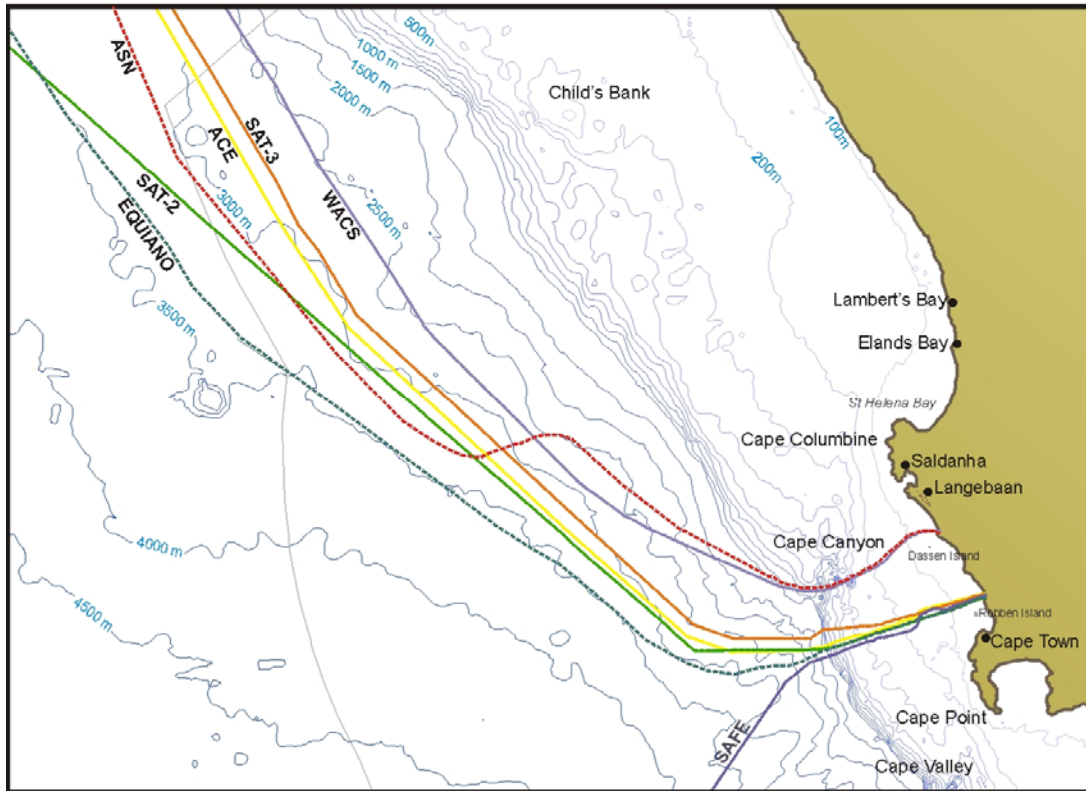 500m
1000 m
1500 m
2000 m
ASN
Child's Bank
100m
SAT-3
ACE
200m
SAT-2
3000 m
WACS
2500 m
EQUIANO
3500 m
Lambert's Bay
Elands Bay
St Helena Bay
Cape Columbine
Saldanha
Langebaan
4000 m
Cape Canyon
Dassen Island
4500 m
Robben Island
Cape Town
Cape Point
SAFE
Cape Valley